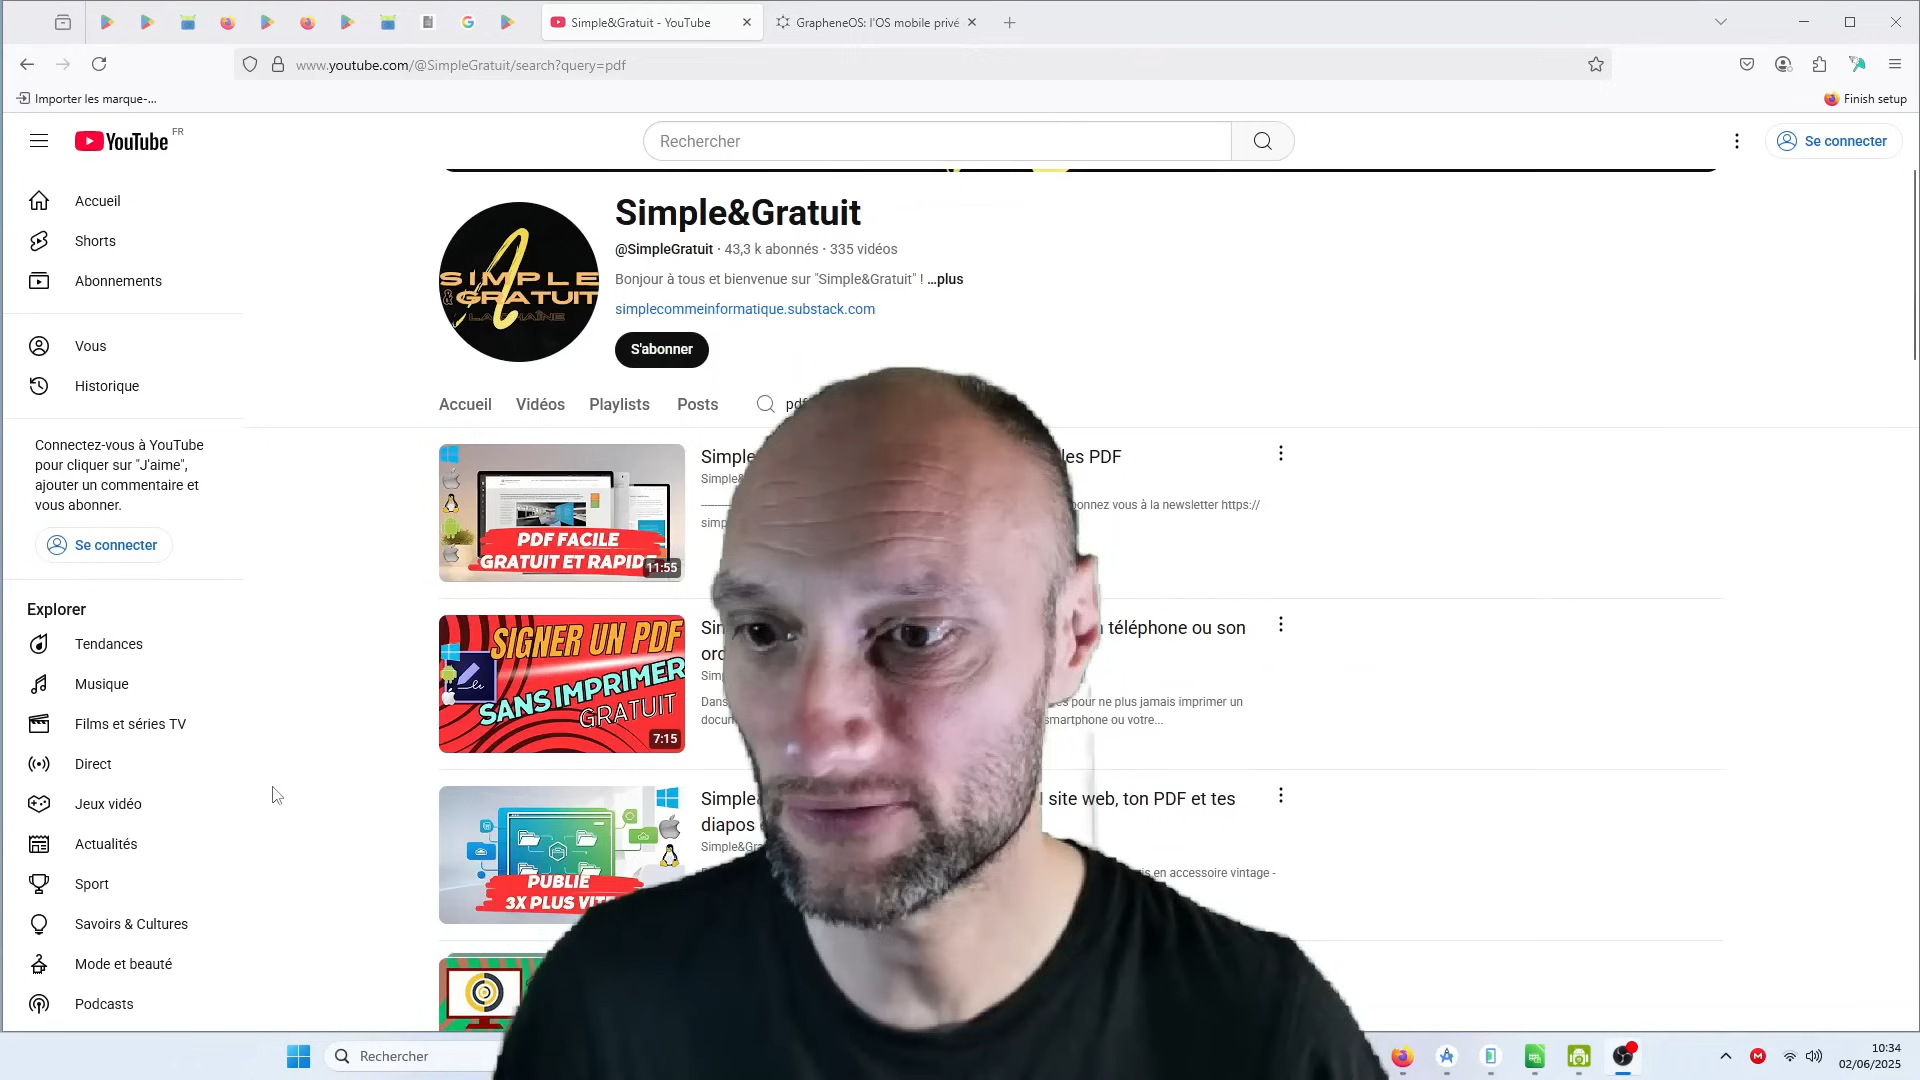 Simple&Gratuit - YouTube
GrapheneOS: l'OS mobile privé
www.youtube.com/@SimpleGratuit/search?query=pdf
Importer les marque-...
Finish setup
YouTube FR
Rechercher
Se connecter
Accueil
Shorts
Abonnements
Vous
Historique
Connectez-vous à YouTube
pour cliquer sur "J'aime",
ajouter un commentaire et
vous abonner.
Se connecter
Explorer
Tendances
Musique
Films et séries TV
Direct
Jeux vidéo
Actualités
Sport
Savoirs & Cultures
Mode et beauté
Podcasts
SIMPLE
& GRATUIT
LA CHAÎNE
Simple&Gratuit
@SimpleGratuit · 43,3 k abonnés · 335 vidéos
Bonjour à tous et bienvenue sur "Simple&Gratuit" ! ...plus
simplecommeinformatique.substack.com
S'abonner
Accueil
Vidéos
Playlists
Posts
pdf
PDF FACILE
GRATUIT ET RAPIDE
11:55
les PDF
SIGNER UN PDF
SANS IMPRIMER
GRATUIT
7:15
téléphone ou son
pour ne plus jamais imprimer un
smartphone ou votre...
PUBLIE
3X PLUS VITE
site web, ton PDF et tes
diapos
en accessoire vintage -
Rechercher
10:34
02/06/2025